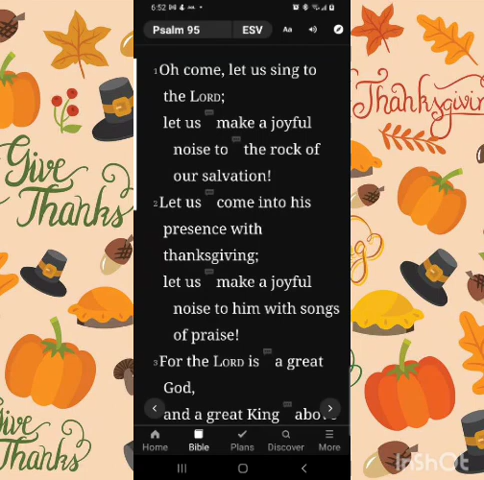 6:52
Psalm 95 ESV Aa
1 Oh come, let us sing to
the LORD;
let us make a joyful
noise to the rock of
our salvation!
2 Let us come into his
presence with
thanksgiving;
let us make a joyful
noise to him with songs
of praise!
3 For the LORD is a great
God,
and a great King above
Home Bible Plans Discover More
Give
Thanks
Give
Thanks
Thanksgivin
g
InShOt